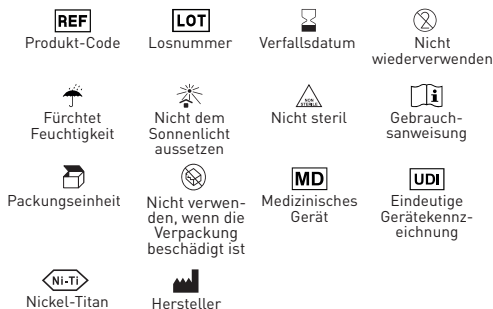 REF
LOT
Produkt-Code
Losnummer
Verfallsdatum
Nicht
wiederverwenden
2
Fürchtet
Feuchtigkeit
Nicht dem
Sonnenlicht
aussetzen
NON
STERILE
Nicht steril
i
Gebrauch-
sanweisung
Packungseinheit
Nicht verwen-
den, wenn die
Verpackung
beschädigt ist
MD
Medizinisches
Gerät
UDI
Eindeutige
Gerätekennz-
eichnung
Ni-Ti
Nickel-Titan
Hersteller